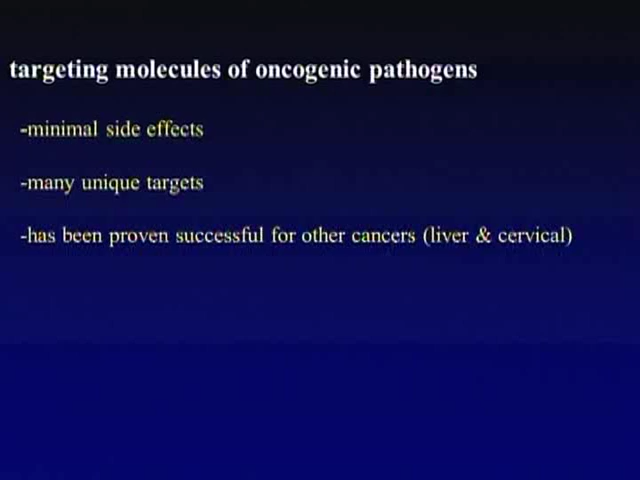 targeting molecules of oncogenic pathogens
-minimal side effects
-many unique targets
-has been proven successful for other cancers (liver & cervical)